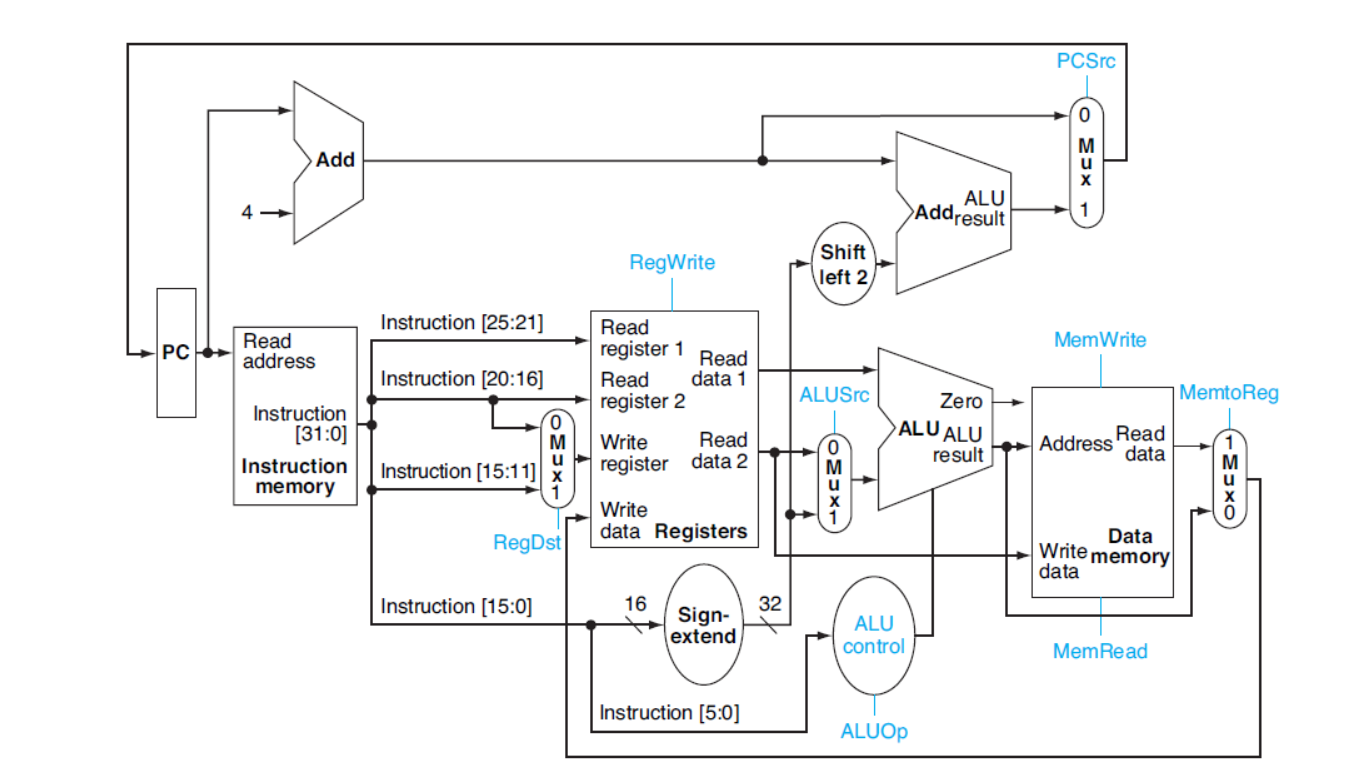 PCSrc
0
M
u
x
1
Add
4
Add
ALU
result
Shift
left 2
RegWrite
PC
Read
address
Instruction
[31:0]
Instruction
memory
Instruction [25:21]
Instruction [20:16]
Instruction [15:11]
0
M
u
x
1
RegDst
Read
register 1
Read
register 2
Write
register
Write
data
Read
data 1
Read
data 2
Registers
ALUSrc
0
M
u
x
1
Zero
ALU
ALU
result
MemWrite
Address
Read
data
Write
data
Data
memory
MemRead
MemtoReg
1
M
u
x
0
Instruction [15:0]
16
Sign-
extend
32
ALU
control
Instruction [5:0]
ALUOp